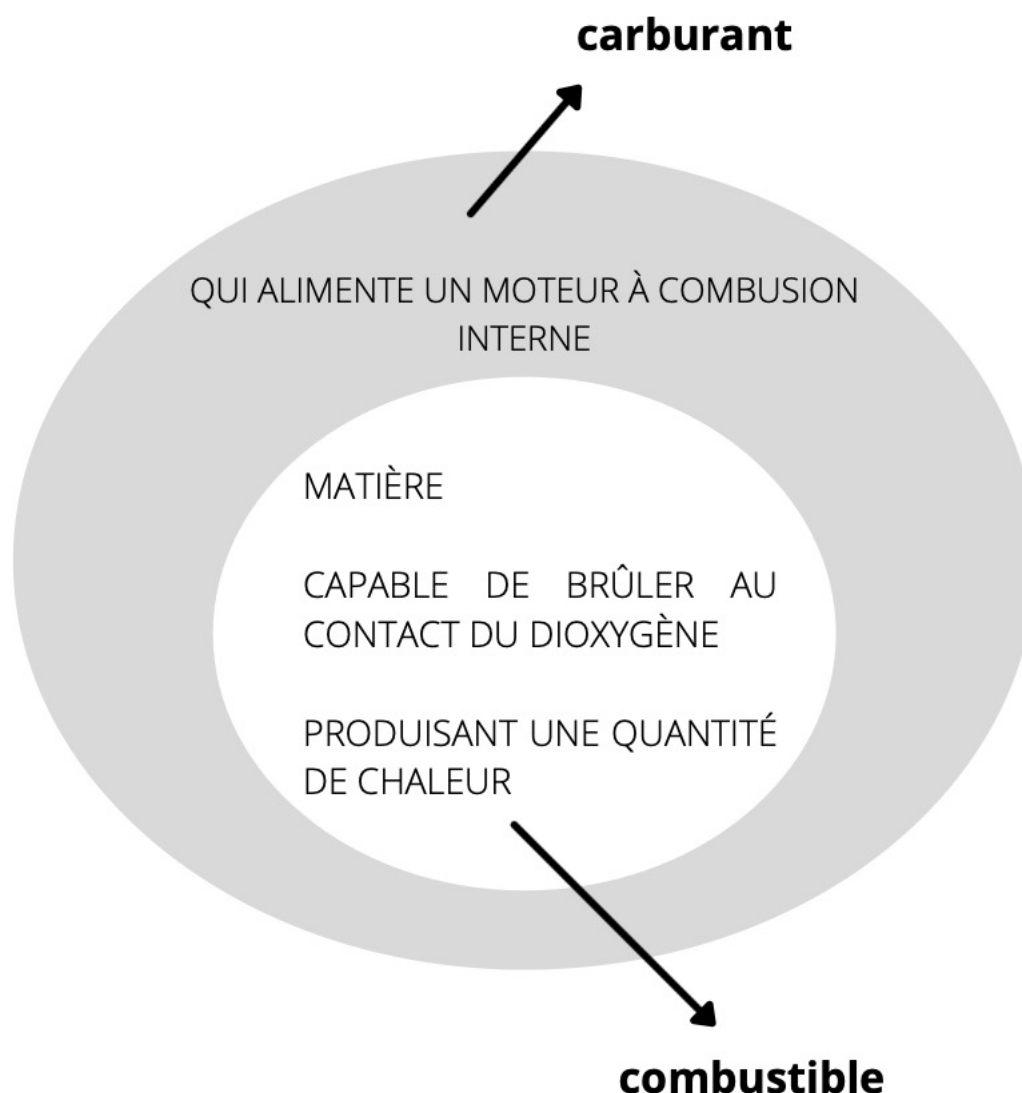 carburant
QUI ALIMENTE UN MOTEUR À COMBUSION
INTERNE
MATIÈRE
CAPABLE DE BRÛLER AU
CONTACT DU DIOXYGÈNE
PRODUISANT UNE QUANTITÉ
DE CHALEUR
combustible